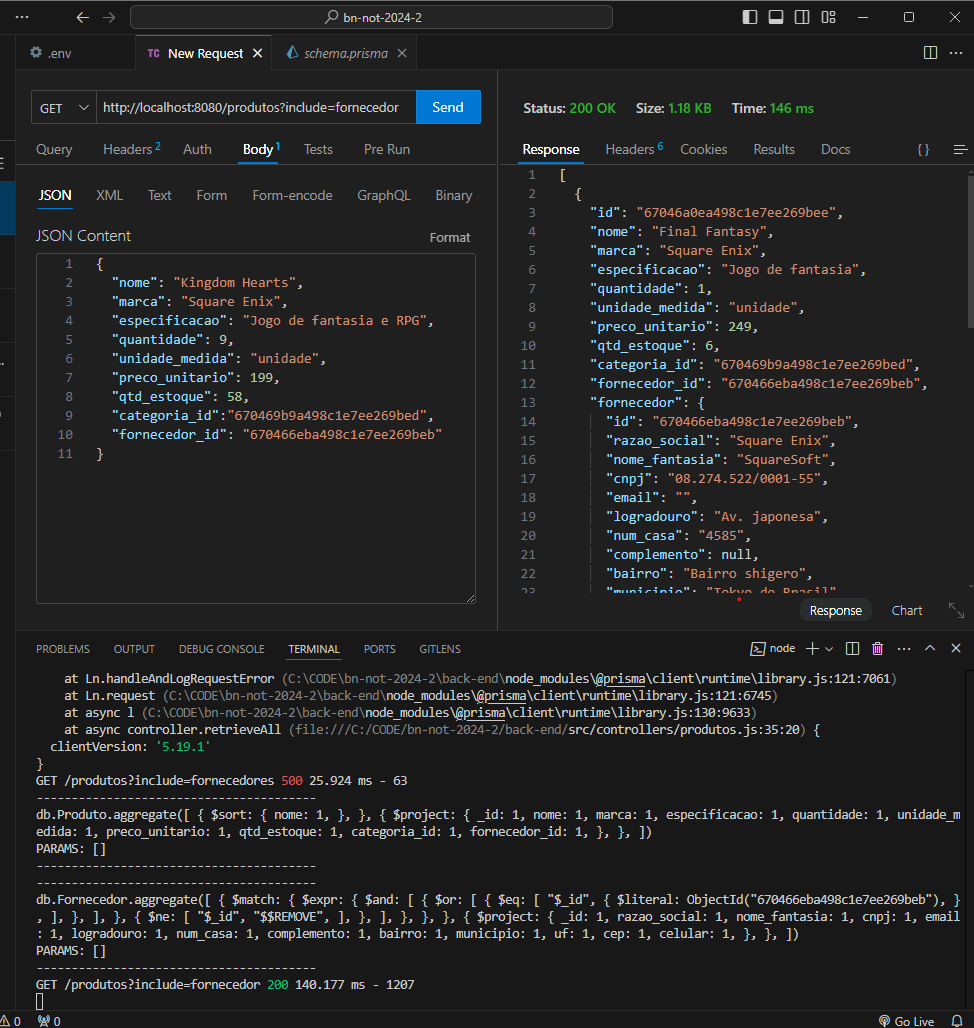 bn-not-2024-2
.env
TC New Request
schema.prisma
GET
http://localhost:8080/produtos?include=fornecedor
Send
Query
Headers 2
Auth
Body 1
Tests
Pre Run
JSON
XML
Text
Form
Form-encode
GraphQL
Binary
JSON Content
Format
1 {
2 "nome": "Kingdom Hearts",
3 "marca": "Square Enix",
4 "especificacao": "Jogo de fantasia e RPG",
5 "quantidade": 9,
6 "unidade_medida": "unidade",
7 "preco_unitario": 199,
8 "qtd_estoque": 58,
9 "categoria_id":"670469b9a498c1e7ee269bed",
10 "fornecedor_id": "670466eba498c1e7ee269beb"
11 }
Status: 200 OK Size: 1.18 KB Time: 146 ms
Response
Headers 6
Cookies
Results
Docs
{ }
1 [
2 {
3 "id": "67046a0ea498c1e7ee269bee",
4 "nome": "Final Fantasy",
5 "marca": "Square Enix",
6 "especificacao": "Jogo de fantasia",
7 "quantidade": 1,
8 "unidade_medida": "unidade",
9 "preco_unitario": 249,
10 "qtd_estoque": 6,
11 "categoria_id": "670469b9a498c1e7ee269bed",
12 "fornecedor_id": "670466eba498c1e7ee269beb",
13 "fornecedor": {
14 "id": "670466eba498c1e7ee269beb",
15 "razao_social": "Square Enix",
16 "nome_fantasia": "SquareSoft",
17 "cnpj": "08.274.522/0001-55",
18 "email": "",
19 "logradouro": "Av. japonesa",
20 "num_casa": "4585",
21 "complemento": null,
22 "bairro": "Bairro shigero",
23 "municipio": "Tokyo do Brasil"
Response
Chart
PROBLEMS
OUTPUT
DEBUG CONSOLE
TERMINAL
PORTS
GITLENS
node
at Ln.handleAndLogRequestError (C:\CODE\bn-not-2024-2\back-end\node_modules\@prisma\client\runtime\library.js:121:7061)
at Ln.request (C:\CODE\bn-not-2024-2\back-end\node_modules\@prisma\client\runtime\library.js:121:6745)
at async l (C:\CODE\bn-not-2024-2\back-end\node_modules\@prisma\client\runtime\library.js:130:9633)
at async controller.retrieveAll (file:///C:/CODE/bn-not-2024-2/back-end/src/controllers/produtos.js:35:20) {
clientVersion: '5.19.1'
}
GET /produtos?include=fornecedores 500 25.924 ms - 63
---------------------------------------
db.Produto.aggregate([ { $sort: { nome: 1, }, }, { $project: { _id: 1, nome: 1, marca: 1, especificacao: 1, quantidade: 1, unidade_m
edida: 1, preco_unitario: 1, qtd_estoque: 1, categoria_id: 1, fornecedor_id: 1, }, }, ])
PARAMS: []
---------------------------------------
---------------------------------------
db.Fornecedor.aggregate([ { $match: { $expr: { $and: [ { $or: [ { $eq: [ "$_id", { $literal: ObjectId("670466eba498c1e7ee269beb"), }
, ], }, ], }, { $ne: [ "$_id", "$$REMOVE", ], }, ], }, }, }, { $project: { _id: 1, razao_social: 1, nome_fantasia: 1, cnpj: 1, email
: 1, logradouro: 1, num_casa: 1, complemento: 1, bairro: 1, municipio: 1, uf: 1, cep: 1, celular: 1, }, }, ])
PARAMS: []
---------------------------------------
GET /produtos?include=fornecedor 200 140.177 ms - 1207
0
0
Go Live